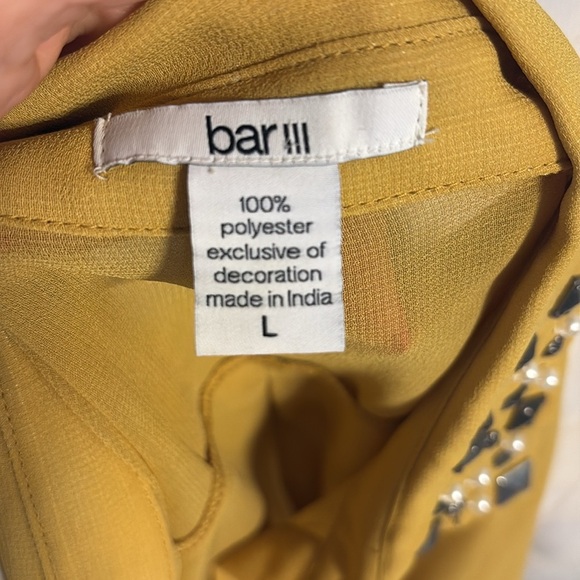 bar III
100%
polyester
exclusive of
decoration
made in India
L